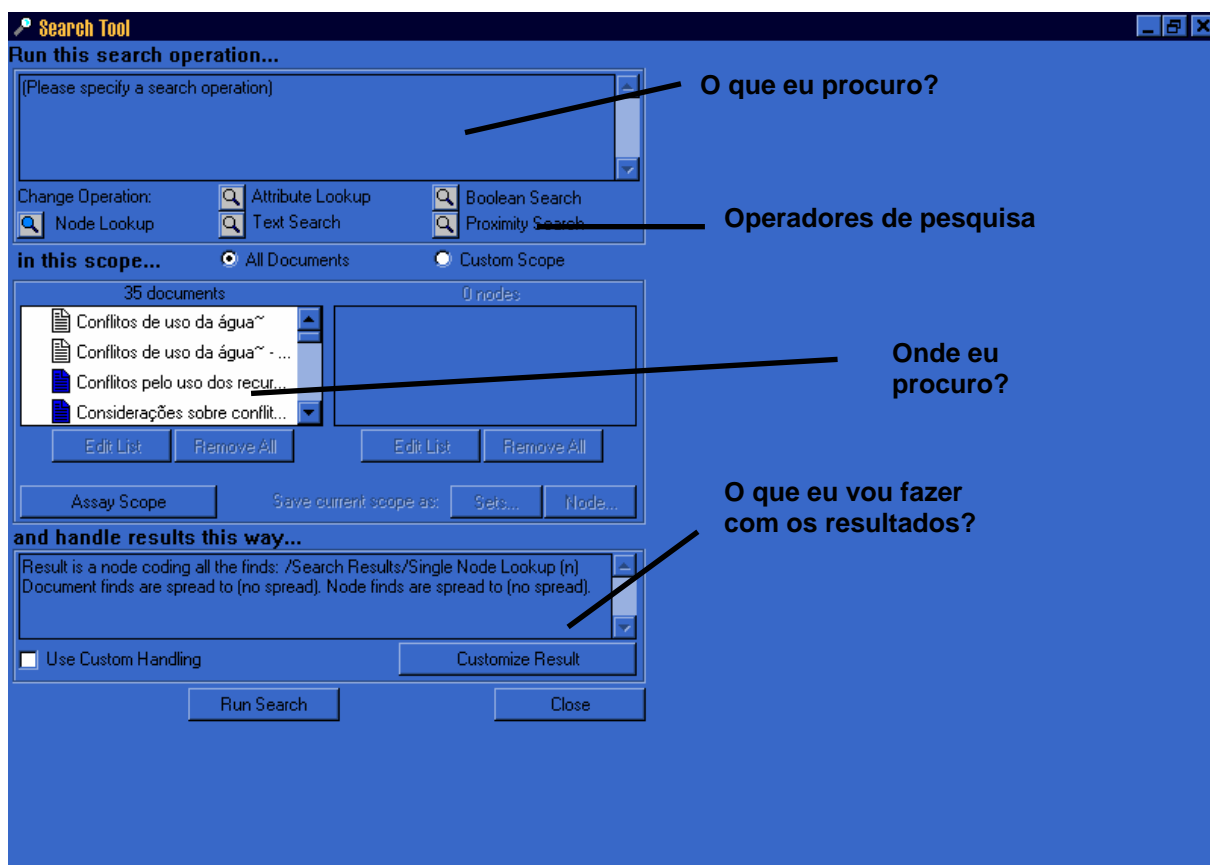 Search Tool
Run this search operation...
(Please specify a search operation)
O que eu procuro?
Change Operation:
Attribute Lookup
Boolean Search
Node Lookup
Text Search
Proximity Search
Operadores de pesquisa
in this scope...
All Documents
Custom Scope
35 documents
0 nodes
Conflitos de uso da água~
Conflitos de uso da água~ - ...
Conflitos pelo uso dos recur...
Considerações sobre conflit...
Onde eu
procuro?
Edit List
Remove All
Edit List
Remove All
Assay Scope
Save current scope as:
Sets...
Node...
O que eu vou fazer
com os resultados?
and handle results this way...
Result is a node coding all the finds: /Search Results/Single Node Lookup (n)
Document finds are spread to (no spread). Node finds are spread to (no spread).
Use Custom Handling
Customize Result
Run Search
Close